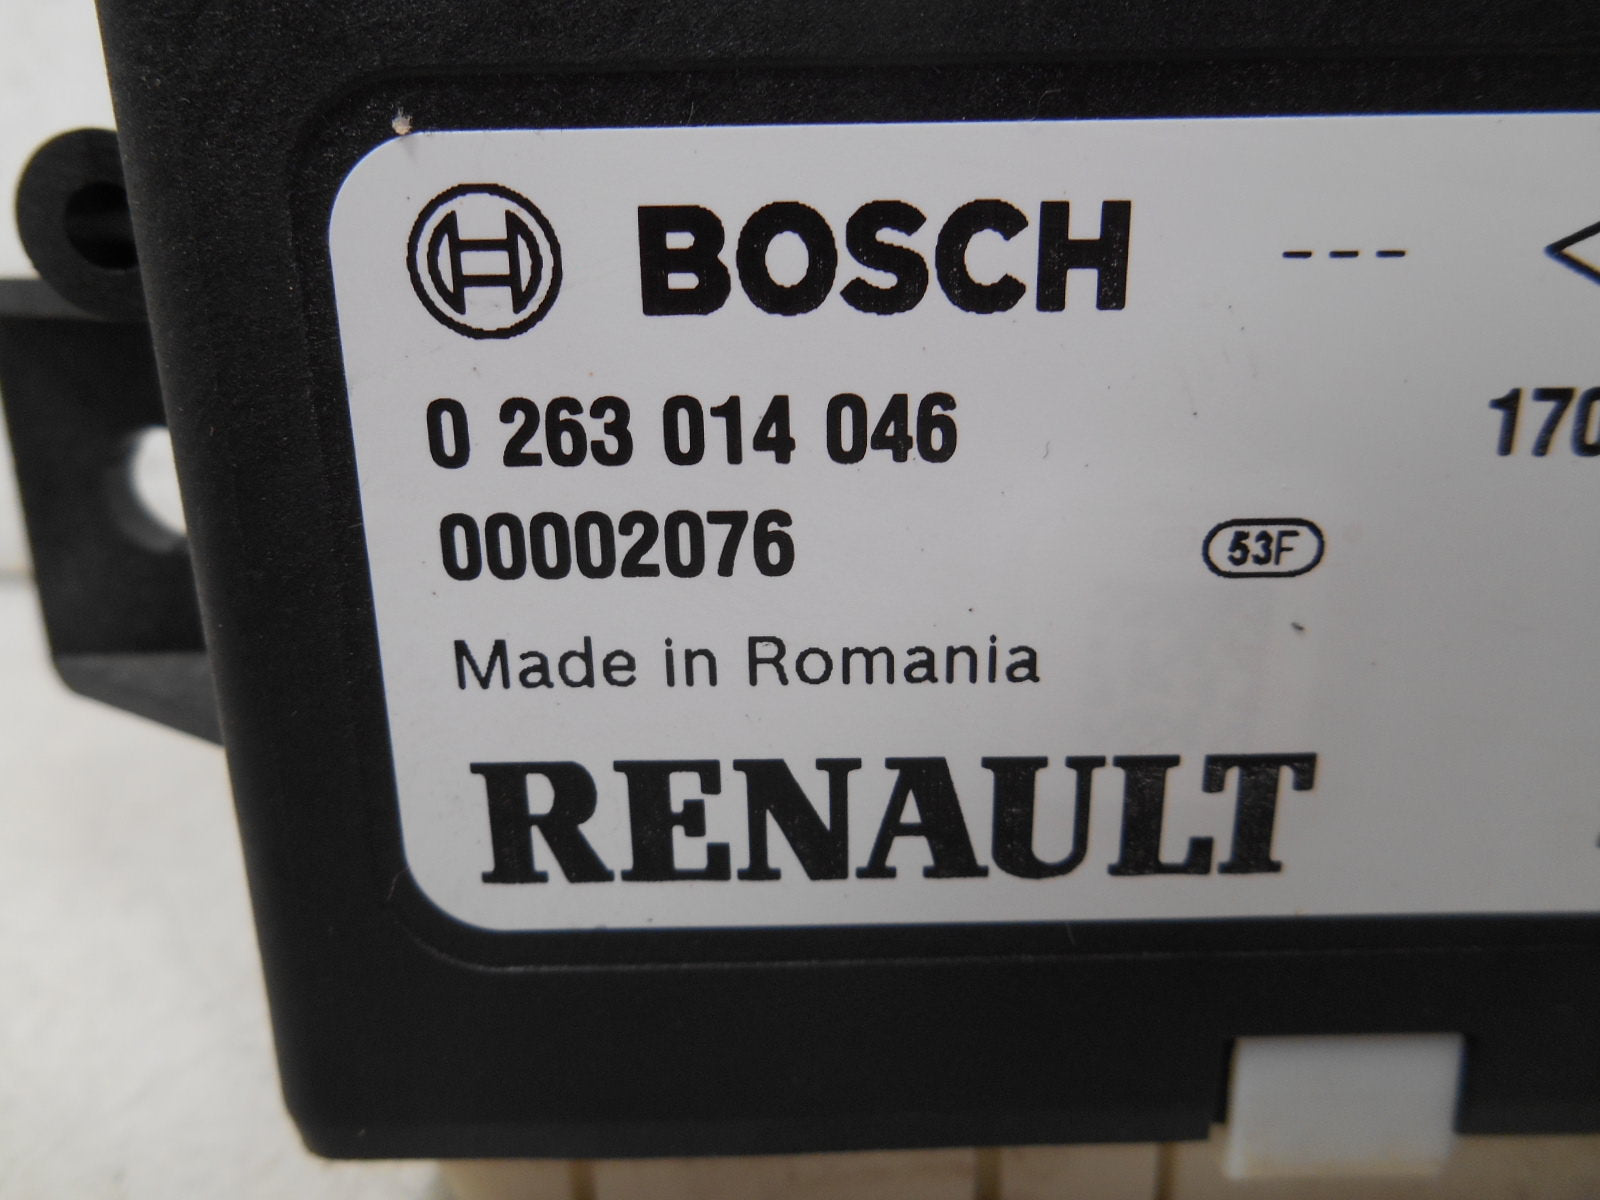 BOSCH ---
0 263 014 046 170
00002076 53F
Made in Romania
RENAULT